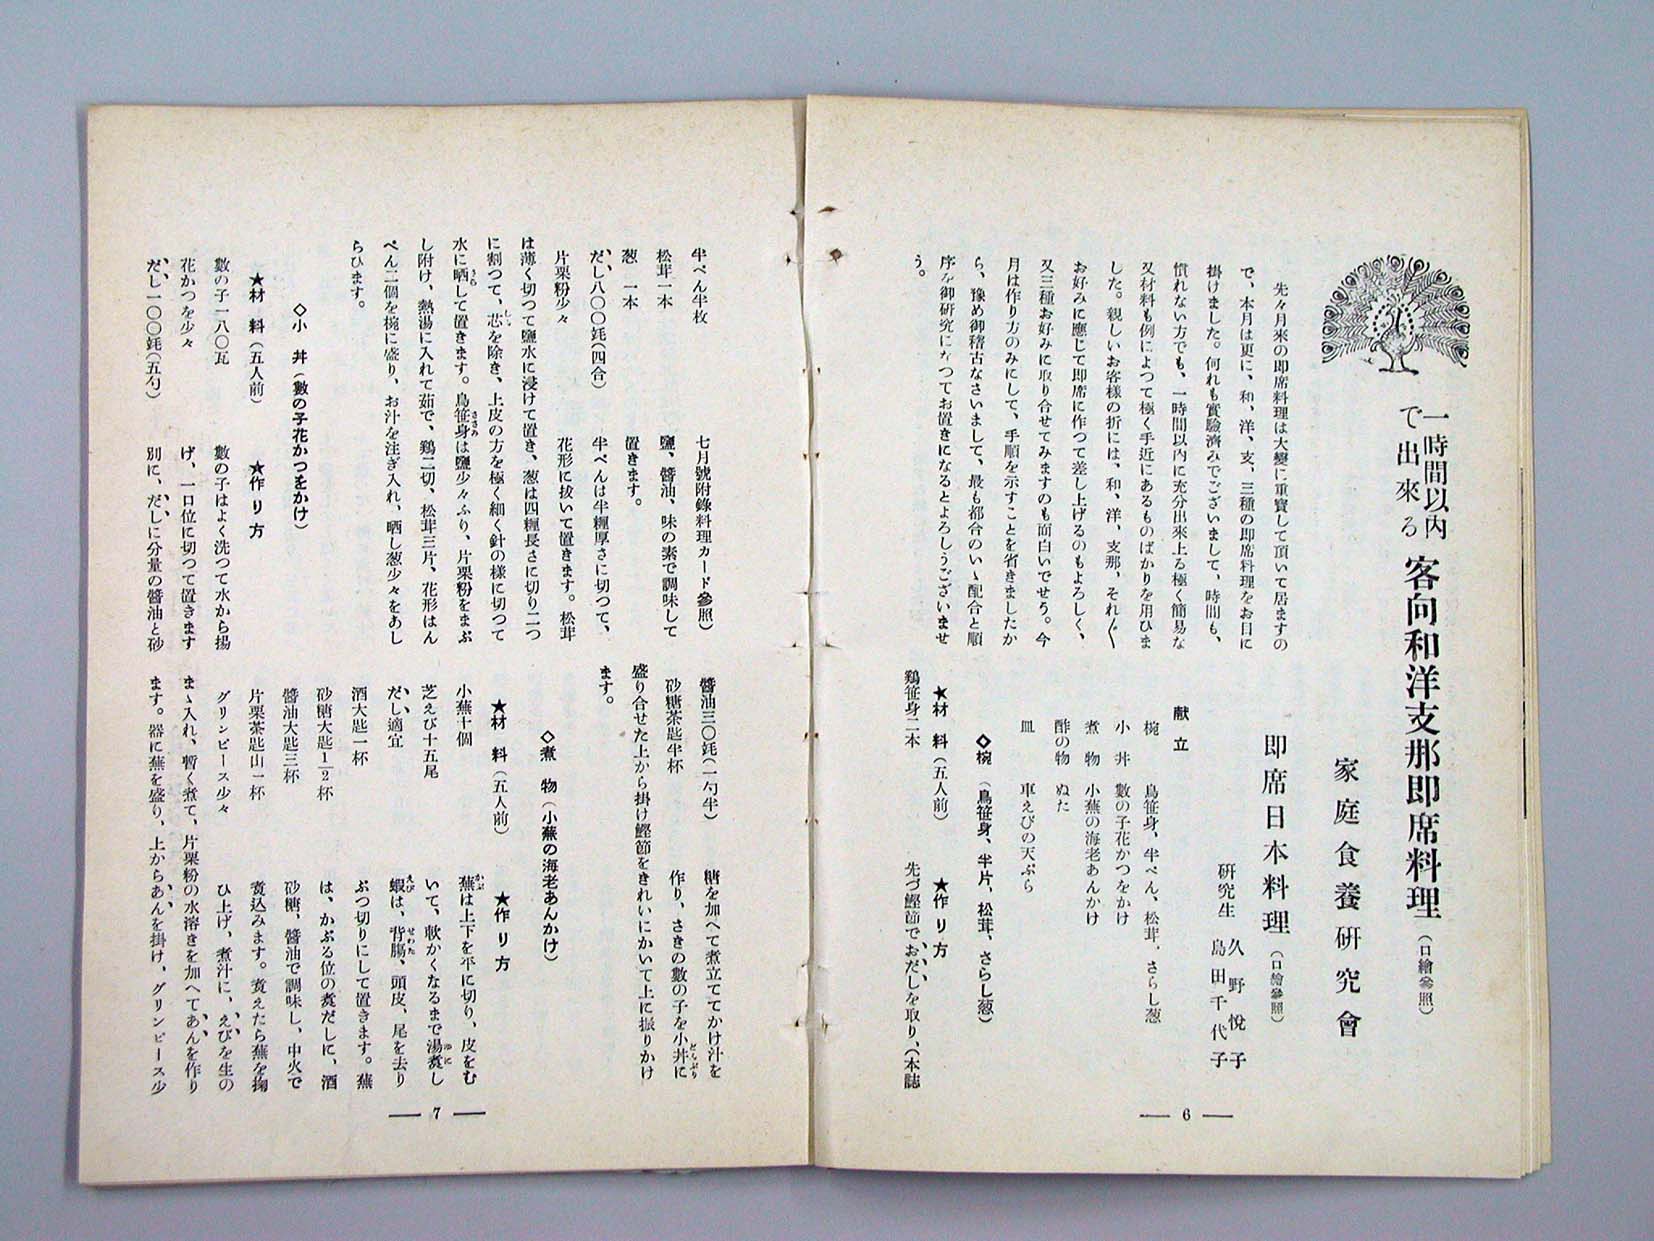 一時間以内
で出來る
客向和洋支那即席料理（口繪參照）
家庭食養研究會
即席日本料理（口繪參照）
研究生　久野悅子
島田千代子
先々月來の即席料理は大變に重寶して頂いて居ますの
で、本月は更に、和、洋、支、三種の即席料理をお目に
掛けました。何れも實驗濟みでございまして、時間も、
慣れない方でも、一時間以内に充分出來上る極く簡易な
又材料も例によつて極く手近にあるものばかりを用ひま
した。親しいお客樣の折には、和、洋、支那、それ〴〵
お好みに應じて即席に作つて差し上げるのもよろしく、
又三種お好みに取り合せてみますのも面白いでせう。今
月は作り方のみにして、手順を示すことを省きましたか
ら、豫め御稽古なさいまして、最も都合のいゝ配合と順
序を御研究になつてお置きになるとよろしうございませ
う。
献立
椀　鳥笹身、半ぺん、松茸、さらし葱
小丼　數の子花かつをかけ
煮物　小蕪の海老あんかけ
酢の物　ぬた
皿　車えびの天ぷら
◇椀（鳥笹身、半片、松茸、さらし葱）
★材料（五人前）
鷄笹身二本
★作り方
先づ鰹節でおだしを取り、（本誌
6
半ぺん半枚
松茸一本
葱一本
だし八〇〇竓（四合）
片栗粉少々
七月號附錄料理カード參照）
鹽、醬油、味の素で調味して
置きます。
半ぺんは半糎厚さに切つて、
花形に拔いて置きます。松茸
は薄く切つて鹽水に浸けて置き、葱は四糎長さに切り二つ
に割つて、芯を除き、上皮の方を極く細く針の樣に切つて
水に晒して置きます。鳥笹身は鹽少々ふり、片栗粉をまぶ
し附け、熱湯に入れて茹で、鷄二切、松茸三片、花形はん
ぺん二個を椀に盛り、お汁を注ぎ入れ、晒し葱少々をあし
らひます。
◇小丼（數の子花かつをかけ）
★材料（五人前）
數の子一八〇瓦
花かつを少々
だし一〇〇竓（五勺）
★作り方
數の子はよく洗つて水から揚
げ、一口位に切つて置きます
別に、だしに分量の醬油と砂
醬油三〇竓（一勺半）
砂糖茶匙半杯
糖を加へて煮立ててかけ汁を
作り、さきの數の子を小丼に
盛り合せた上から掛け鰹節をきれいにかいて上に振りかけ
ます。
◇煮物（小蕪の海老あんかけ）
★材料（五人前）
小蕪十個
芝えび十五尾
だし適宜
酒大匙一杯
砂糖大匙1/2杯
醬油大匙三杯
片栗茶匙山一杯
グリンピース少々
★作り方
蕪は上下を平に切り、皮をむ
いて、軟かくなるまで湯煮し
蝦は、背腸、頭皮、尾を去り
ぶつ切りにして置きます。蕪
は、かぶる位の煮だしに、酒
砂糖、醬油で調味し、中火で
煮込みます。煮えたら蕪を掬
ひ上げ、煮汁に、えびを生の
まゝ入れ、暫く煮て、片栗粉の水溶きを加へてあんを作り
ます。器に蕪を盛り、上からあんを掛け、グリンピース少
7